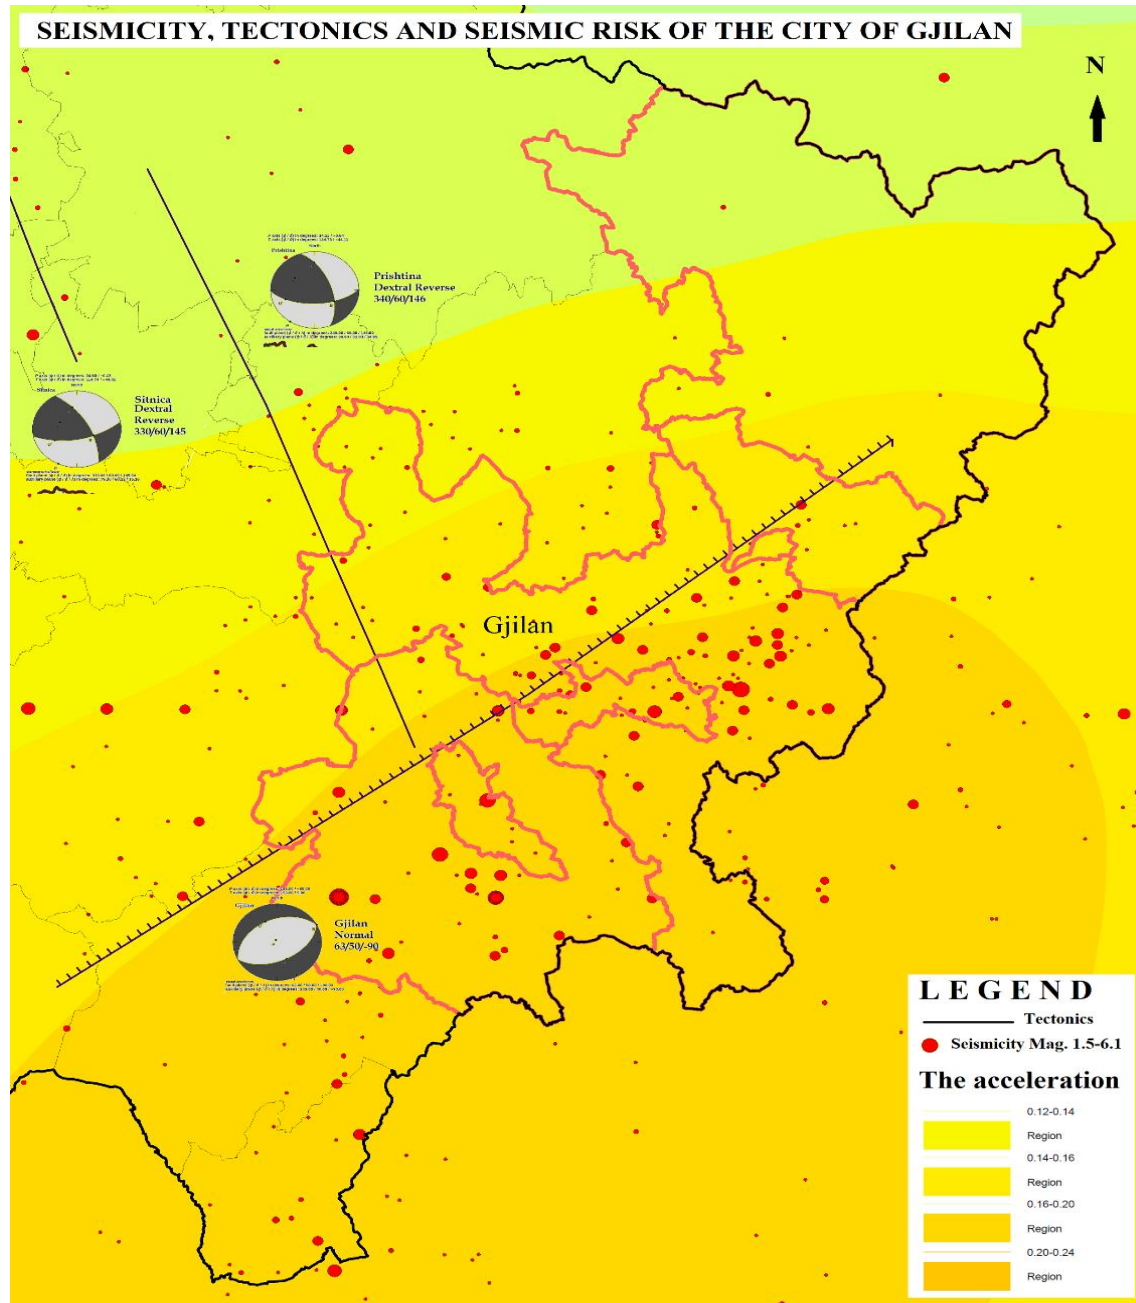 SEISMICITY, TECTONICS AND SEISMIC RISK OF THE CITY OF GJILAN
N
Prishtina
Prishtina
Dextral Reverse
340/60/146
Sitnica
Sitnica
Dextral
Reverse
330/60/145
Gjilan
Gjilan
Gjilan
Normal
63/50/-90
LEGEND
Tectonics
Seismicity Mag. 1.5-6.1
The acceleration
0.12-0.14
Region
0.14-0.16
Region
0.16-0.20
Region
0.20-0.24
Region